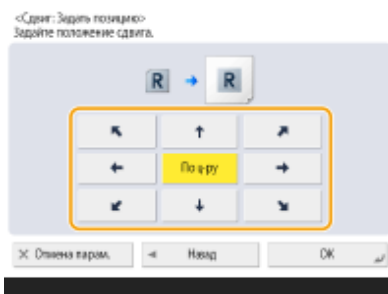 <Сдвиг: Задать позицию>
Задайте положение сдвига.
R R
По ц-ру
Отмена парам.
Назад
OK